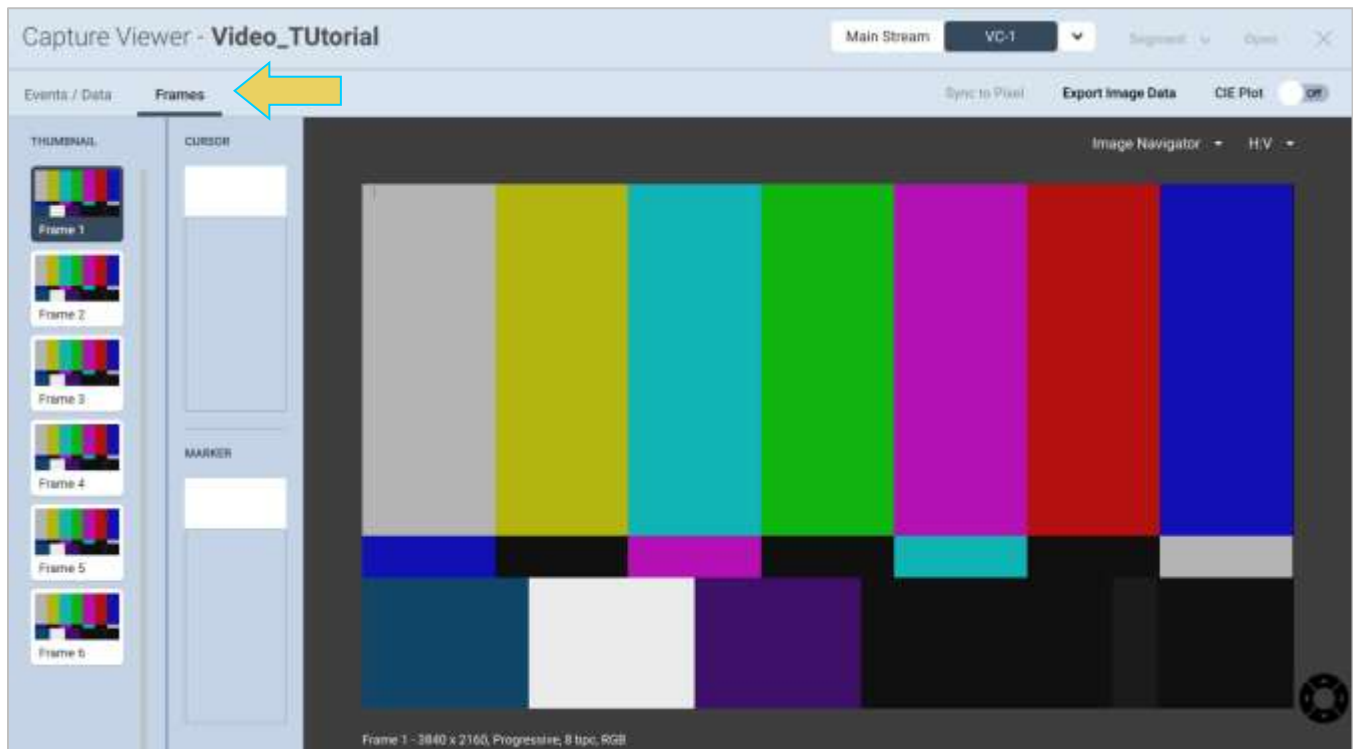 Capture Viewer - Video_TUtorial
Main Stream VC-1 Segment Open
Events / Data Frames Sync to Pixel Export Image Data CIE Plot Off
THUMBNAIL CURSOR
Image Navigator H:V
Frame 1
Frame 2
Frame 3
MARKER
Frame 4
Frame 5
Frame 6
Frame 1 - 3840 x 2160, Progressive, 8 bpc, RGB